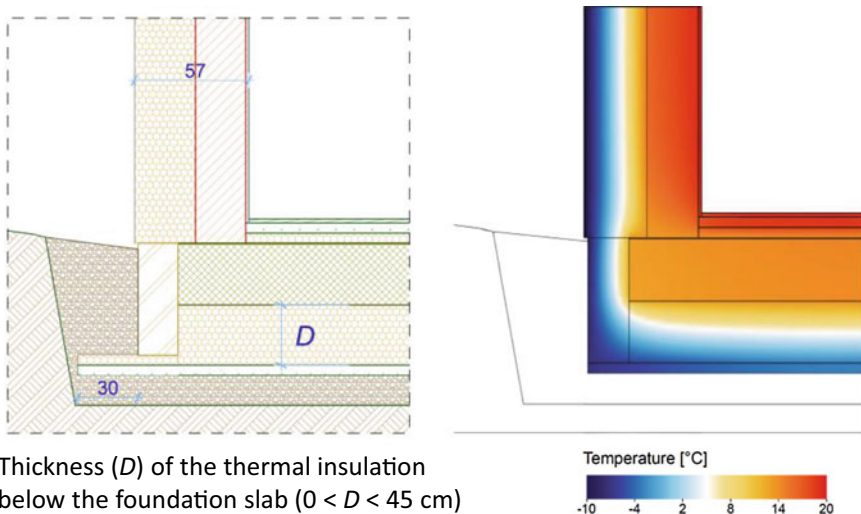 57
D
30
Thickness (D) of the thermal insulation
below the foundation slab (0 < D < 45 cm)
Temperature [°C]
-10 -4 2 8 14 20